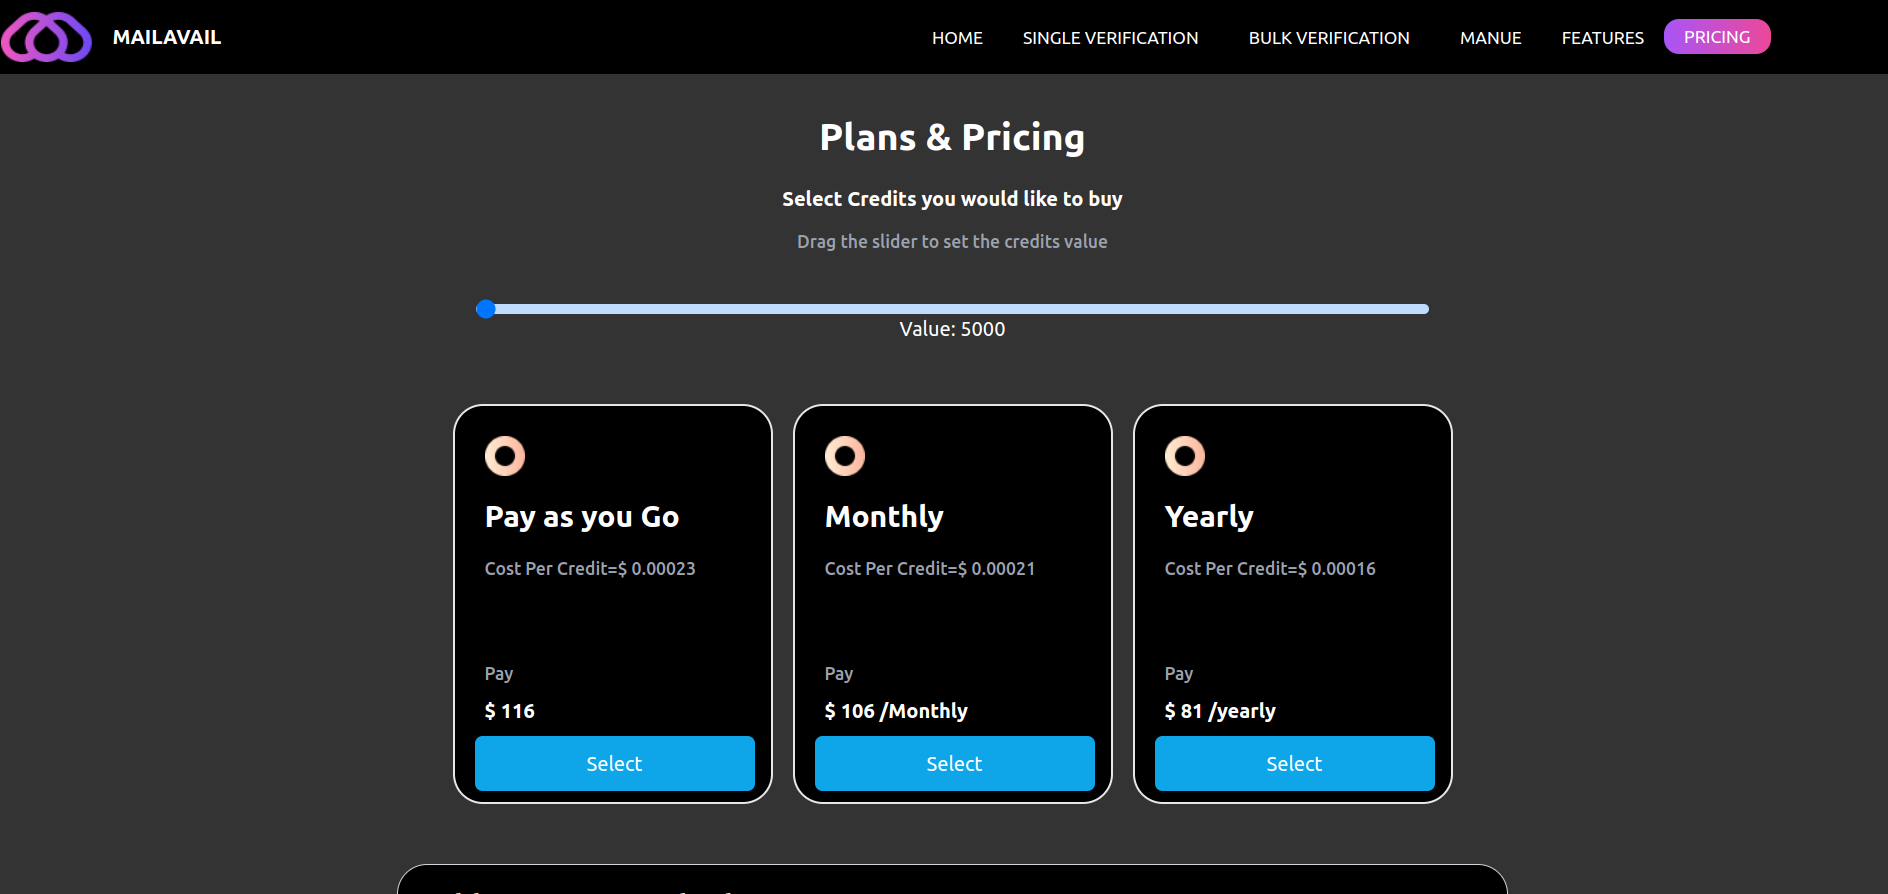 MAILAVAIL
HOME SINGLE VERIFICATION BULK VERIFICATION MANUE FEATURES PRICING
Plans & Pricing
Select Credits you would like to buy
Drag the slider to set the credits value
Value: 5000
Pay as you Go
Cost Per Credit=$ 0.00023
Pay
$ 116
Select
Monthly
Cost Per Credit=$ 0.00021
Pay
$ 106 /Monthly
Select
Yearly
Cost Per Credit=$ 0.00016
Pay
$ 81 /yearly
Select